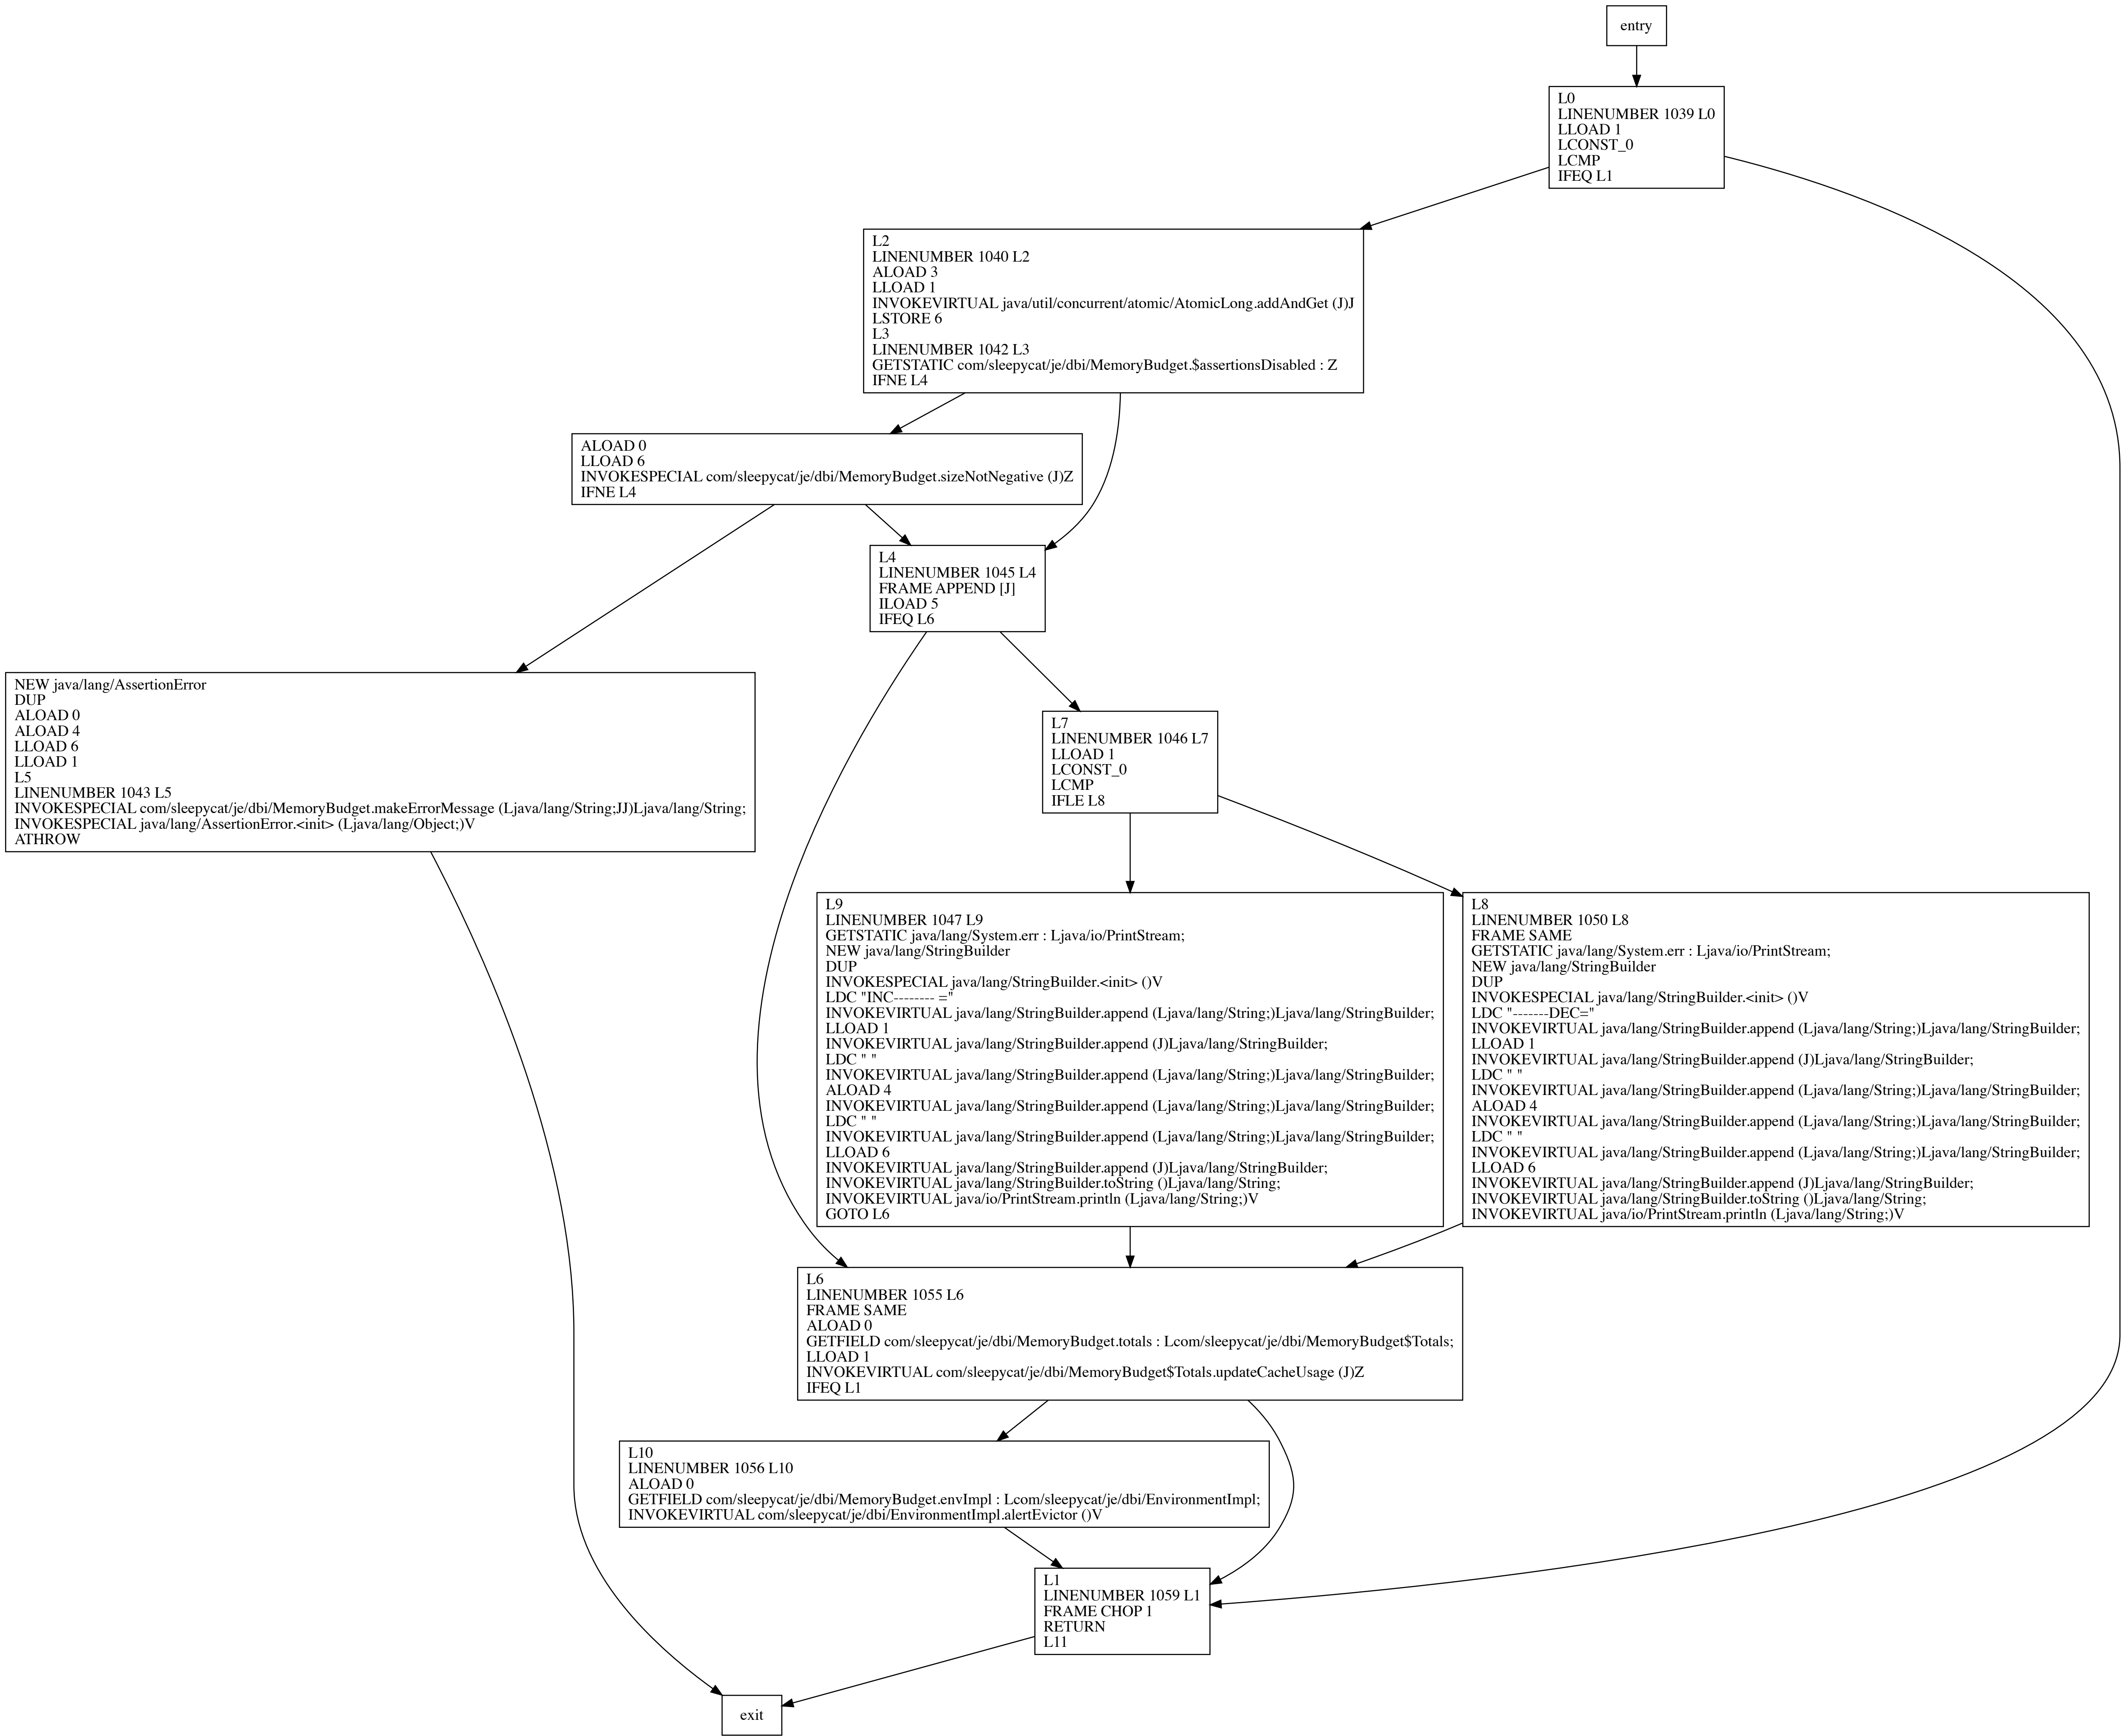 entry
L0
LINENUMBER 1039 L0
LLOAD 1
LCONST_0
LCMP
IFEQ L1
L2
LINENUMBER 1040 L2
ALOAD 3
LLOAD 1
INVOKEVIRTUAL java/util/concurrent/atomic/AtomicLong.addAndGet (J)J
LSTORE 6
L3
LINENUMBER 1042 L3
GETSTATIC com/sleepycat/je/dbi/MemoryBudget.$assertionsDisabled : Z
IFNE L4
ALOAD 0
LLOAD 6
INVOKESPECIAL com/sleepycat/je/dbi/MemoryBudget.sizeNotNegative (J)Z
IFNE L4
L4
LINENUMBER 1045 L4
FRAME APPEND [J]
ILOAD 5
IFEQ L6
NEW java/lang/AssertionError
DUP
ALOAD 0
ALOAD 4
LLOAD 6
LLOAD 1
L5
LINENUMBER 1043 L5
INVOKESPECIAL com/sleepycat/je/dbi/MemoryBudget.makeErrorMessage (Ljava/lang/String;JJ)Ljava/lang/String;
INVOKESPECIAL java/lang/AssertionError.<init> (Ljava/lang/Object;)V
ATHROW
L7
LINENUMBER 1046 L7
LLOAD 1
LCONST_0
LCMP
IFLE L8
L9
LINENUMBER 1047 L9
GETSTATIC java/lang/System.err : Ljava/io/PrintStream;
NEW java/lang/StringBuilder
DUP
INVOKESPECIAL java/lang/StringBuilder.<init> ()V
LDC "INC-------- ="
INVOKEVIRTUAL java/lang/StringBuilder.append (Ljava/lang/String;)Ljava/lang/StringBuilder;
LLOAD 1
INVOKEVIRTUAL java/lang/StringBuilder.append (J)Ljava/lang/StringBuilder;
LDC " "
INVOKEVIRTUAL java/lang/StringBuilder.append (Ljava/lang/String;)Ljava/lang/StringBuilder;
ALOAD 4
INVOKEVIRTUAL java/lang/StringBuilder.append (Ljava/lang/String;)Ljava/lang/StringBuilder;
LDC " "
INVOKEVIRTUAL java/lang/StringBuilder.append (Ljava/lang/String;)Ljava/lang/StringBuilder;
LLOAD 6
INVOKEVIRTUAL java/lang/StringBuilder.append (J)Ljava/lang/StringBuilder;
INVOKEVIRTUAL java/lang/StringBuilder.toString ()Ljava/lang/String;
INVOKEVIRTUAL java/io/PrintStream.println (Ljava/lang/String;)V
GOTO L6
L8
LINENUMBER 1050 L8
FRAME SAME
GETSTATIC java/lang/System.err : Ljava/io/PrintStream;
NEW java/lang/StringBuilder
DUP
INVOKESPECIAL java/lang/StringBuilder.<init> ()V
LDC "-------DEC="
INVOKEVIRTUAL java/lang/StringBuilder.append (Ljava/lang/String;)Ljava/lang/StringBuilder;
LLOAD 1
INVOKEVIRTUAL java/lang/StringBuilder.append (J)Ljava/lang/StringBuilder;
LDC " "
INVOKEVIRTUAL java/lang/StringBuilder.append (Ljava/lang/String;)Ljava/lang/StringBuilder;
ALOAD 4
INVOKEVIRTUAL java/lang/StringBuilder.append (Ljava/lang/String;)Ljava/lang/StringBuilder;
LDC " "
INVOKEVIRTUAL java/lang/StringBuilder.append (Ljava/lang/String;)Ljava/lang/StringBuilder;
LLOAD 6
INVOKEVIRTUAL java/lang/StringBuilder.append (J)Ljava/lang/StringBuilder;
INVOKEVIRTUAL java/lang/StringBuilder.toString ()Ljava/lang/String;
INVOKEVIRTUAL java/io/PrintStream.println (Ljava/lang/String;)V
L6
LINENUMBER 1055 L6
FRAME SAME
ALOAD 0
GETFIELD com/sleepycat/je/dbi/MemoryBudget.totals : Lcom/sleepycat/je/dbi/MemoryBudget$Totals;
LLOAD 1
INVOKEVIRTUAL com/sleepycat/je/dbi/MemoryBudget$Totals.updateCacheUsage (J)Z
IFEQ L1
L10
LINENUMBER 1056 L10
ALOAD 0
GETFIELD com/sleepycat/je/dbi/MemoryBudget.envImpl : Lcom/sleepycat/je/dbi/EnvironmentImpl;
INVOKEVIRTUAL com/sleepycat/je/dbi/EnvironmentImpl.alertEvictor ()V
L1
LINENUMBER 1059 L1
FRAME CHOP 1
RETURN
L11
exit